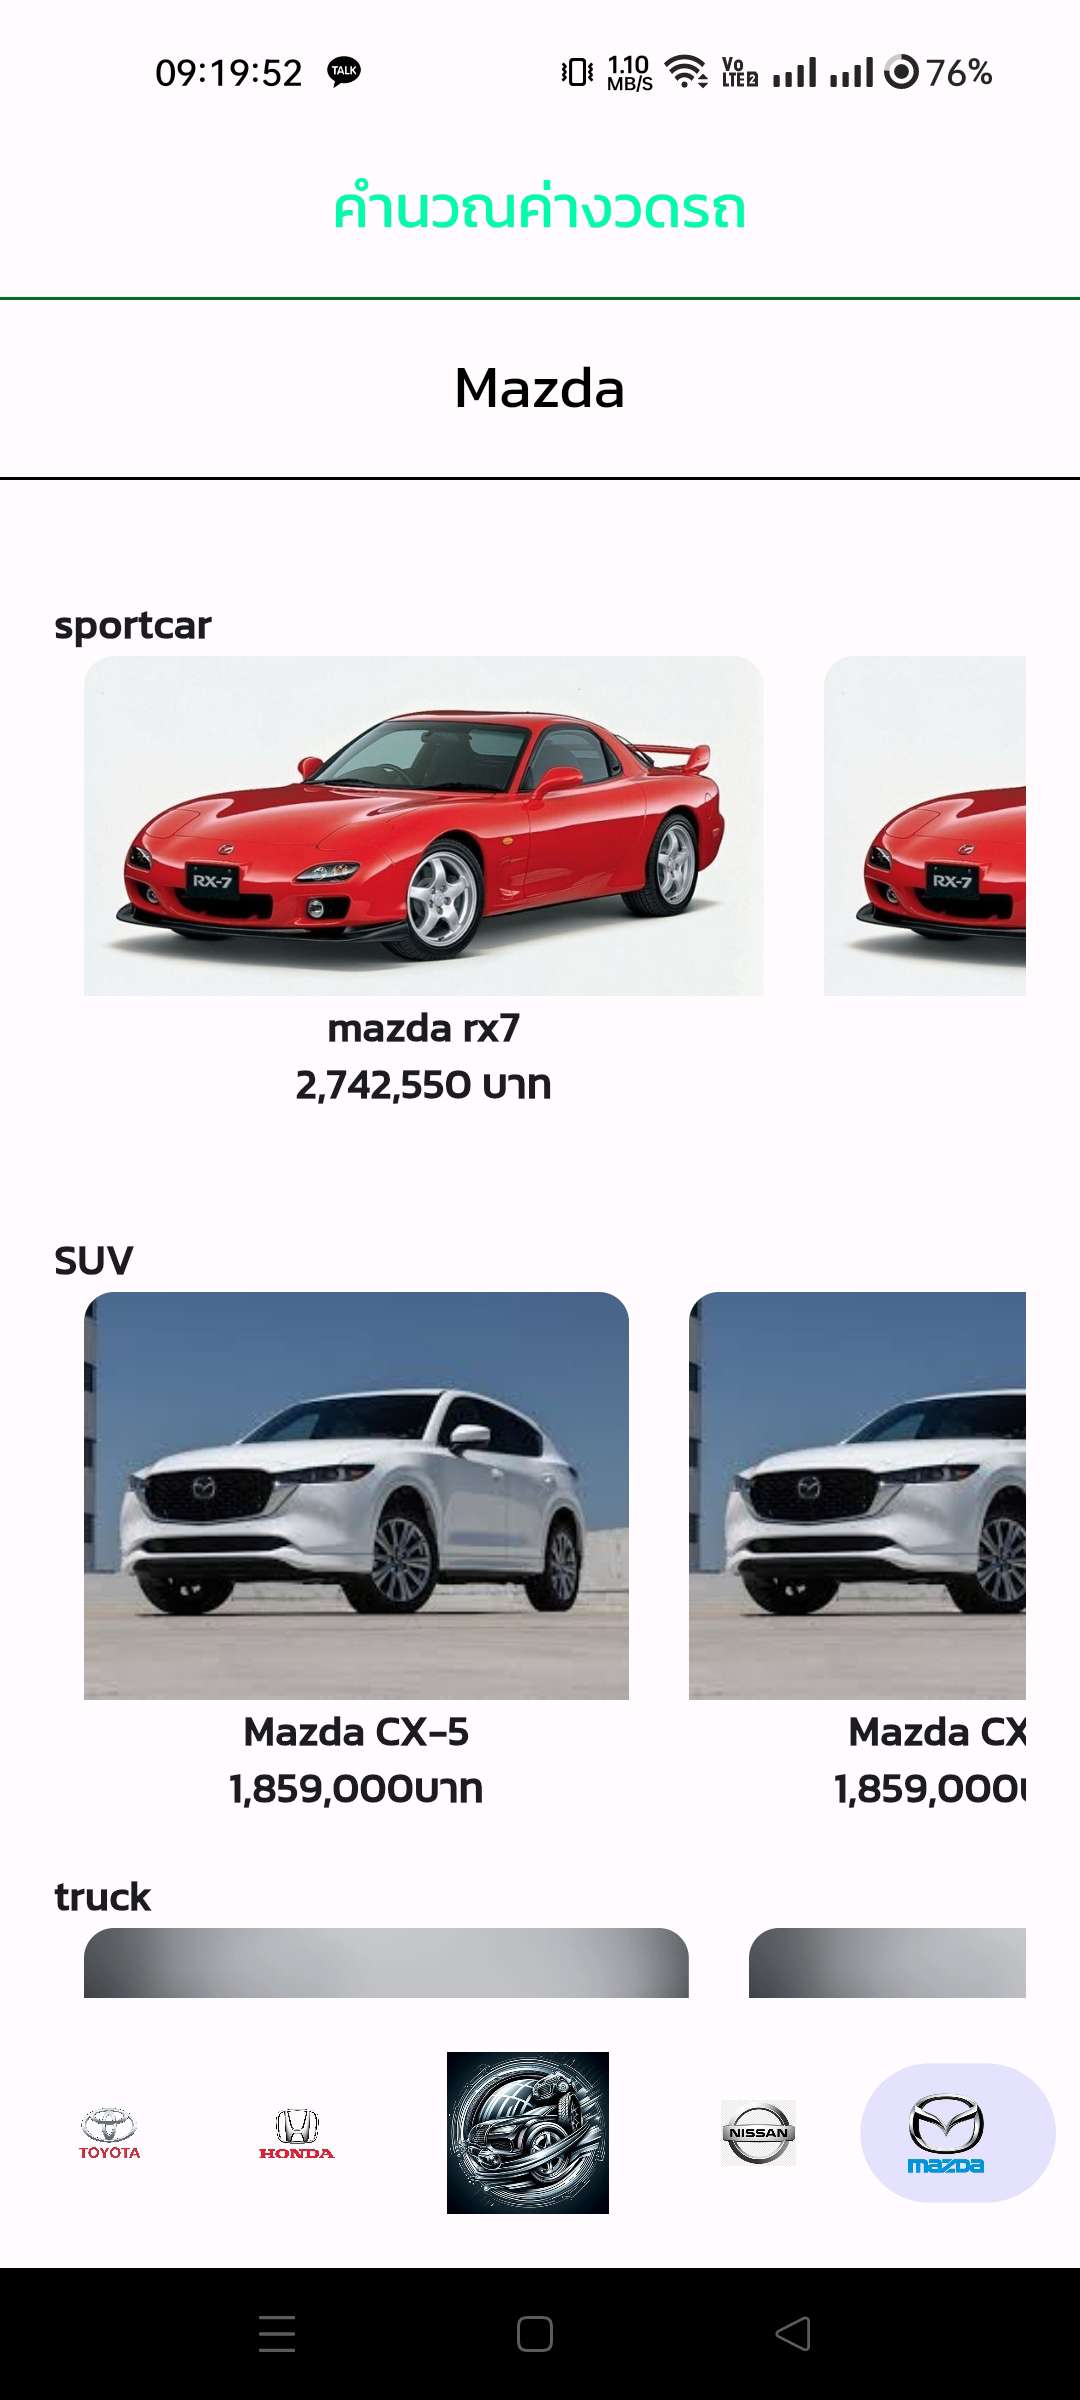 09:19:52 TALK 1.10 MB/S Vo LTE 2 76%
คำนวณค่างวดรถ
Mazda
sportcar
RX-7 RX-7
mazda rx7
2,742,550 บาท
SUV
Mazda CX-5 Mazda CX
1,859,000บาท 1,859,000
truck
TOYOTA HONDA NISSAN mazda